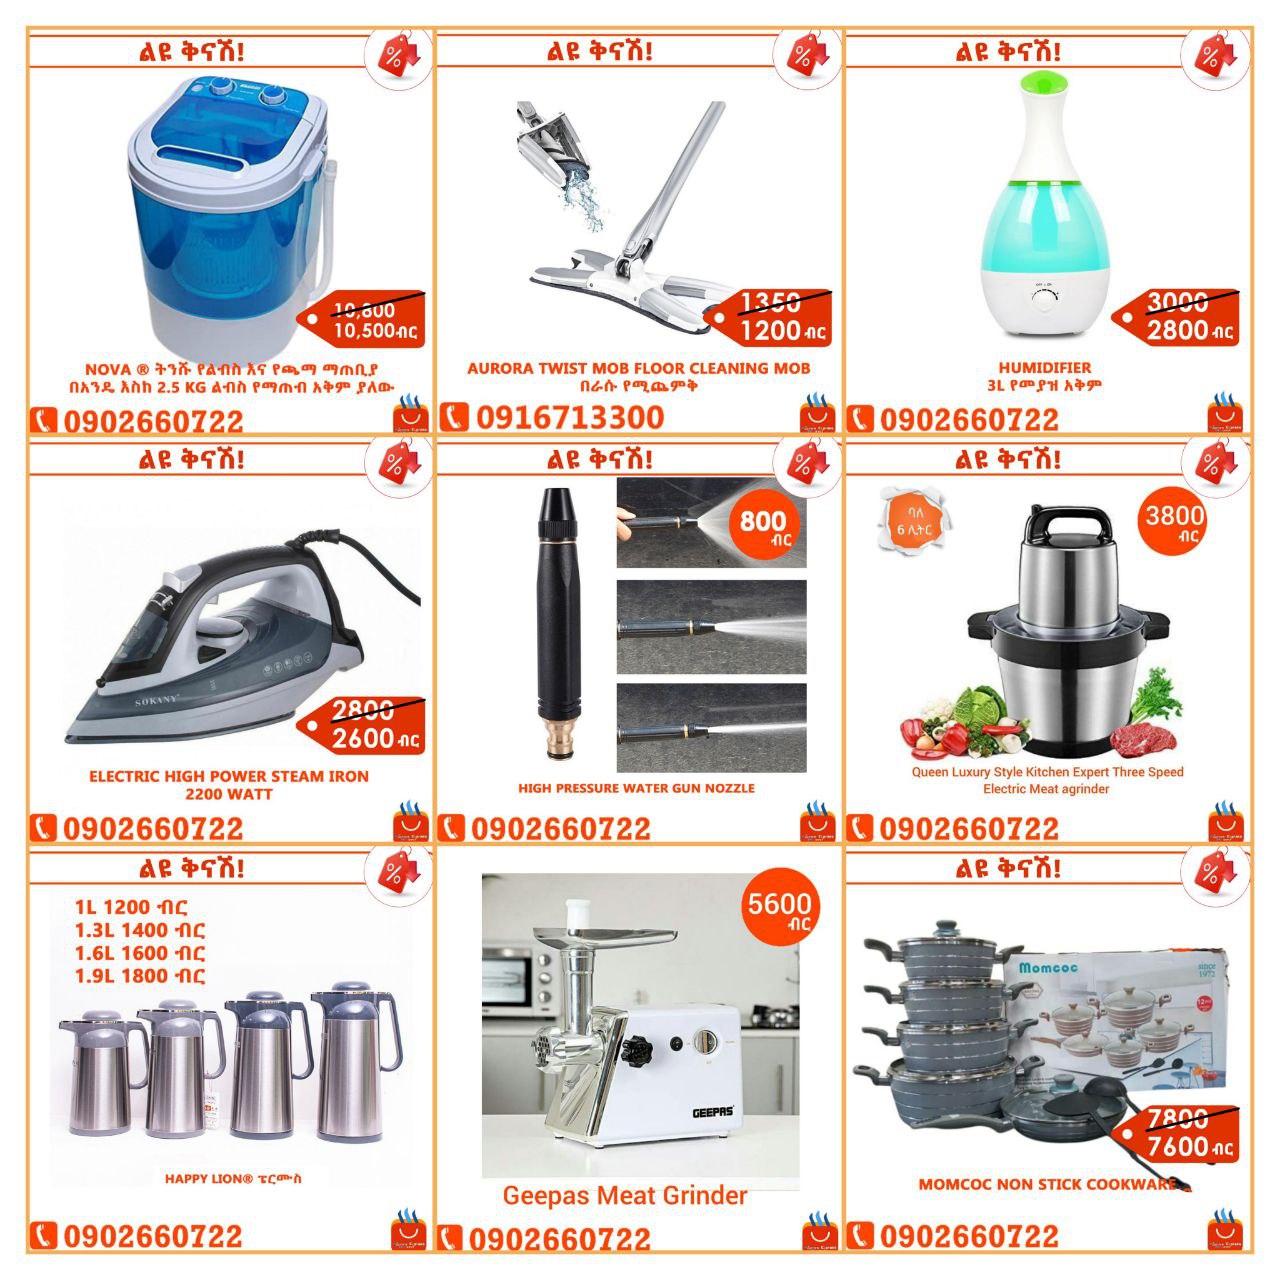 ልዩ ቅናሽ!
%
10,800
10,500 ብር
NOVA ® ትንሹ የልብስ እና የጫማ ማጠቢያ
በአንዴ እስከ 2.5 KG ልብስ የማጠብ አቅም ያለው
0902660722
ልዩ ቅናሽ!
%
1350
1200 ብር
AURORA TWIST MOB FLOOR CLEANING MOB
በራሱ የሚጨምቅ
0916713300
ልዩ ቅናሽ!
%
3000
2800 ብር
HUMIDIFIER
3L የመያዝ አቅም
0902660722
ልዩ ቅናሽ!
%
SOKANY
2800
2600 ብር
ELECTRIC HIGH POWER STEAM IRON
2200 WATT
0902660722
ልዩ ቅናሽ!
%
800
ብር
HIGH PRESSURE WATER GUN NOZZLE
0902660722
ልዩ ቅናሽ!
%
ባለ
6 ሊትር
3800
ብር
Queen Luxury Style Kitchen Expert Three Speed
Electric Meat agrinder
0902660722
ልዩ ቅናሽ!
%
1L 1200 ብር
1.3L 1400 ብር
1.6L 1600 ብር
1.9L 1800 ብር
HAPPY LION® ፔርሙስ
0902660722
5600
ብር
GEEPAS
Geepas Meat Grinder
0902660722
ልዩ ቅናሽ!
%
Momcoc
since
1972
7800
7600 ብር
MOMCOC NON STICK COOKWARE
0902660722